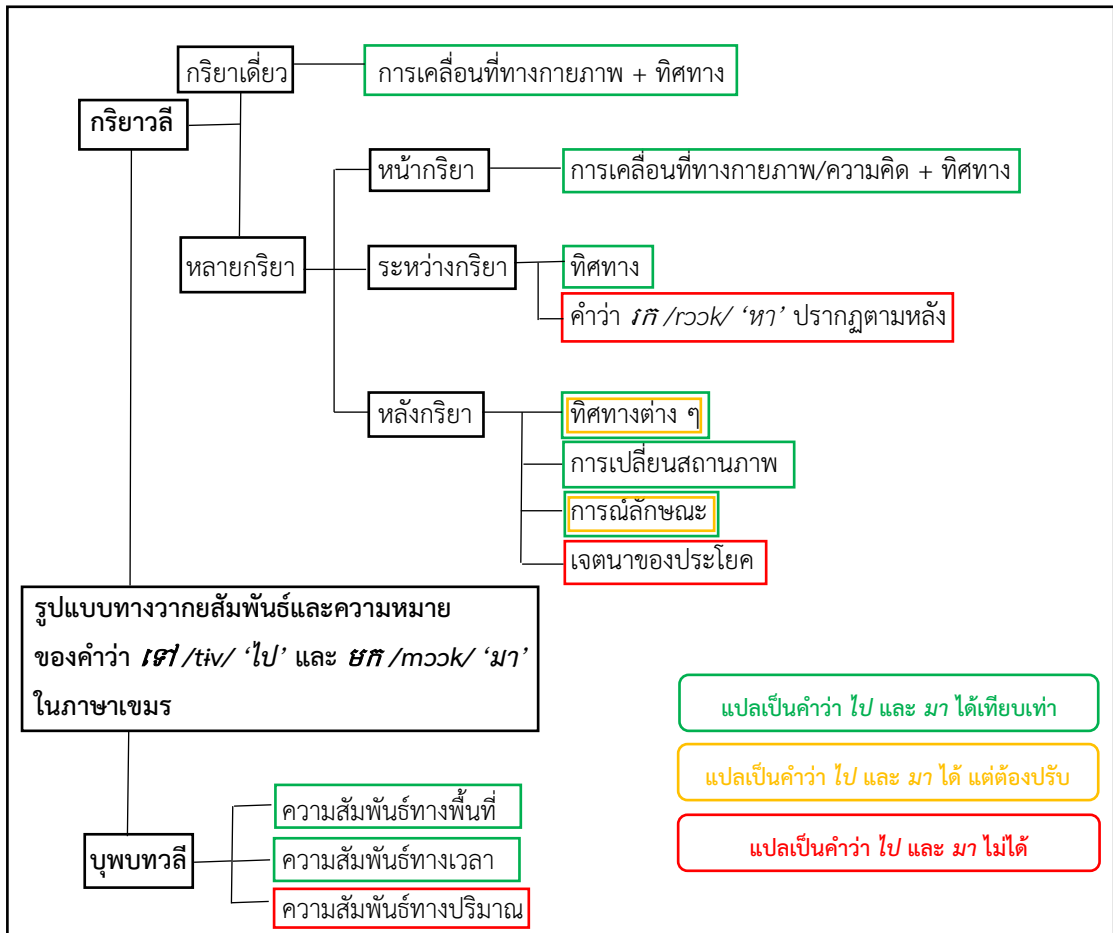 กริยาเดี่ยว
การเคลื่อนที่ทางกายภาพ + ทิศทาง
กริยาวลี
หน้ากริยา
การเคลื่อนที่ทางกายภาพ/ความคิด + ทิศทาง
หลายกริยา
ระหว่างกริยา
ทิศทาง
คำว่า រក /rɔɔk/ ‘หา’ ปรากฏตามหลัง
หลังกริยา
ทิศทางต่าง ๆ
การเปลี่ยนสถานภาพ
การณ์ลักษณะ
เจตนาของประโยค
รูปแบบทางวากยสัมพันธ์และความหมาย
ของคำว่า ទៅ /tɨv/ ‘ไป’ และ មក /mɔɔk/ ‘มา’
ในภาษาเขมร
แปลเป็นคำว่า ไป และ มา ได้เทียบเท่า
แปลเป็นคำว่า ไป และ มา ได้ แต่ต้องปรับ
แปลเป็นคำว่า ไป และ มา ไม่ได้
บุพบทวลี
ความสัมพันธ์ทางพื้นที่
ความสัมพันธ์ทางเวลา
ความสัมพันธ์ทางปริมาณ